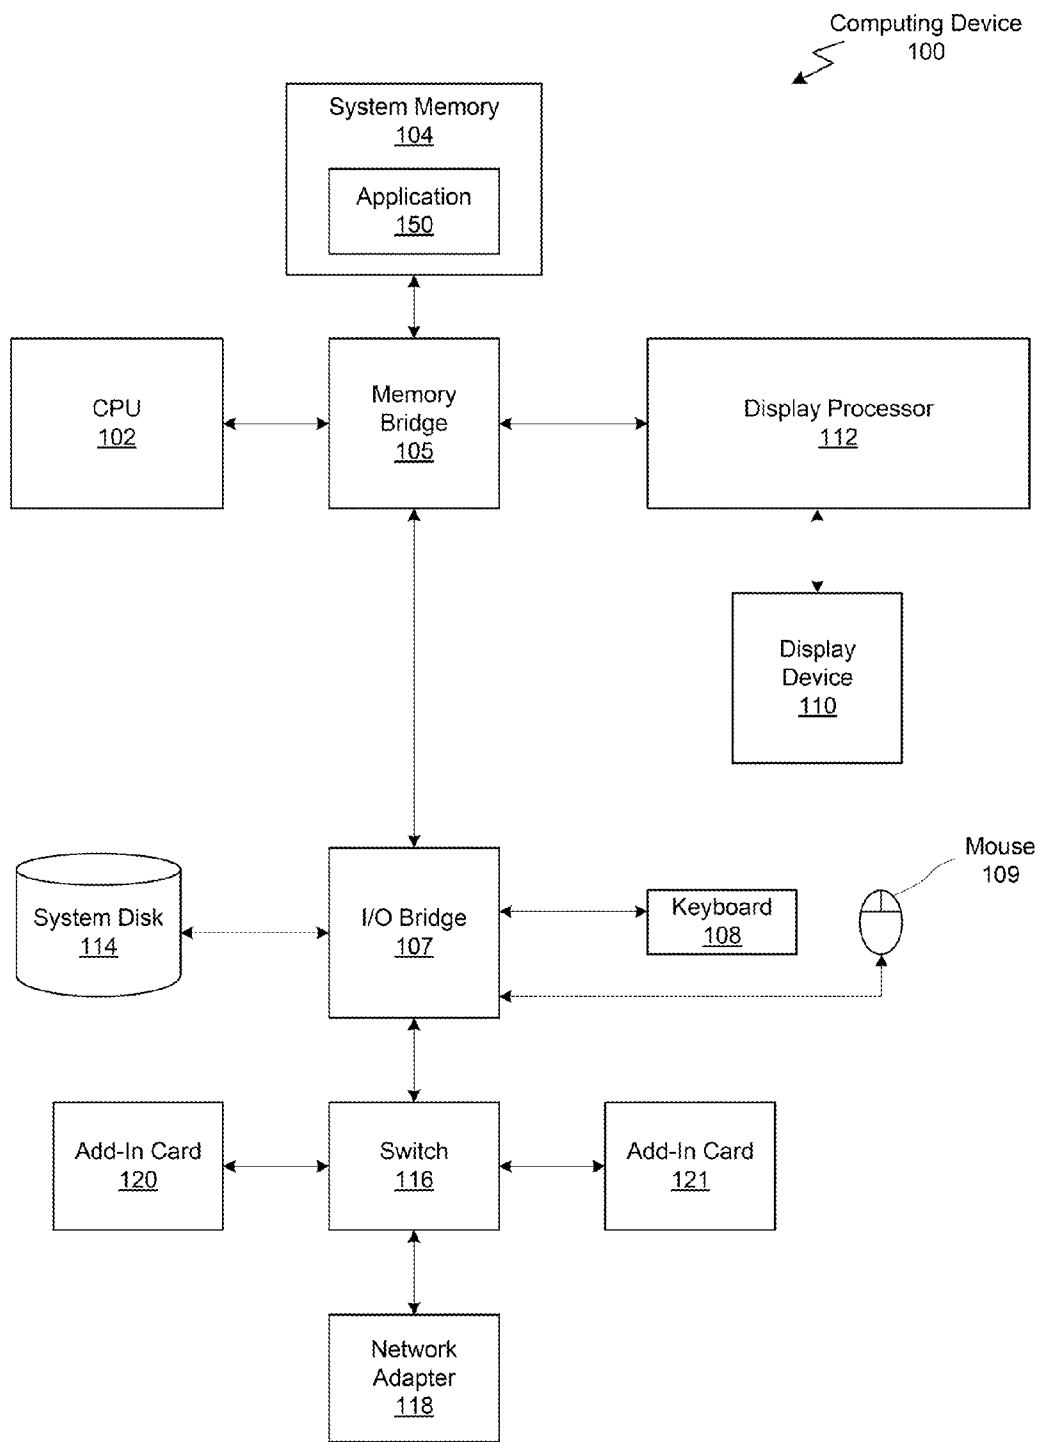 Computing Device
100
System Memory
104
Application
150
CPU
102
Memory
Bridge
105
Display Processor
112
Display
Device
110
System Disk
114
I/O Bridge
107
Keyboard
108
Mouse
109
Add-In Card
120
Switch
116
Add-In Card
121
Network
Adapter
118